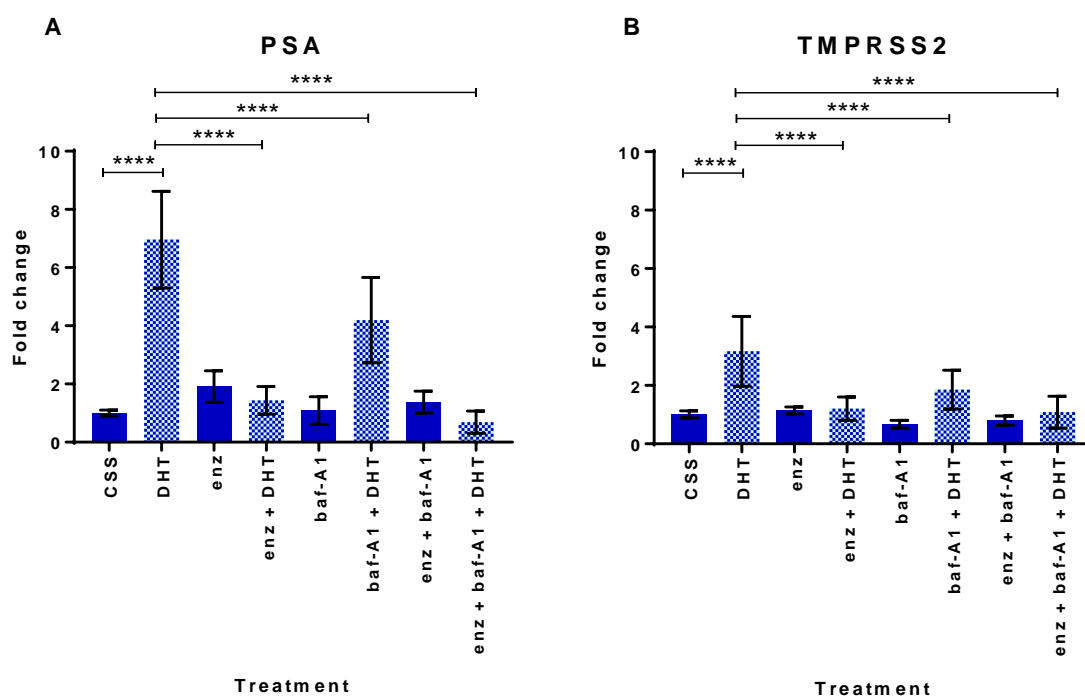 A
PSA
****
****
****
****
Fold change
10
8
6
4
2
0
CSS
DHT
enz
enz + DHT
baf-A1
baf-A1 + DHT
enz + baf-A1
enz + baf-A1 + DHT
Treatment
B
TMPRSS2
****
****
****
****
Fold change
10
8
6
4
2
0
CSS
DHT
enz
enz + DHT
baf-A1
baf-A1 + DHT
enz + baf-A1
enz + baf-A1 + DHT
Treatment